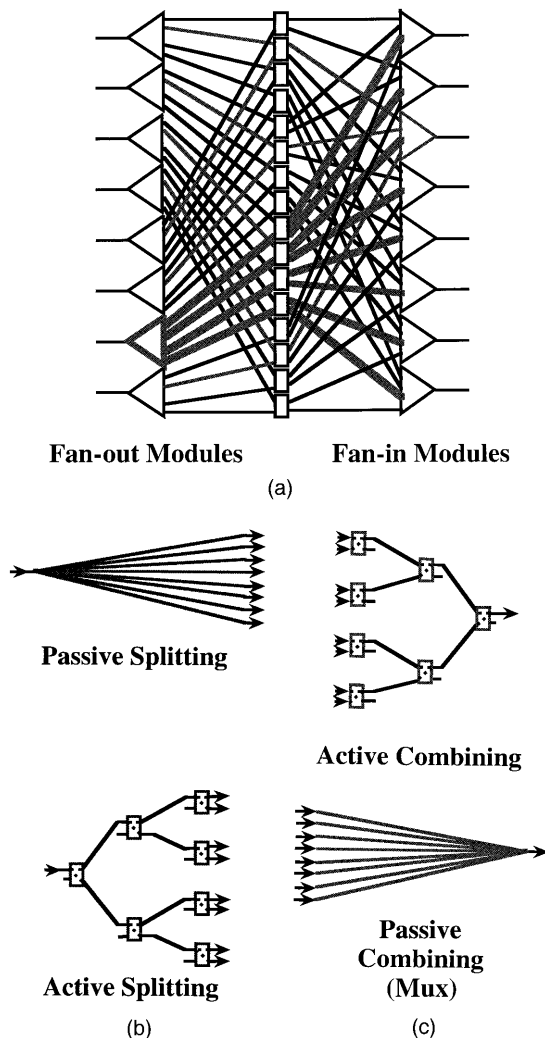 Fan-out Modules
Fan-in Modules
(a)
Passive Splitting
Active Combining
Active Splitting
Passive
Combining
(Mux)
(b)
(c)